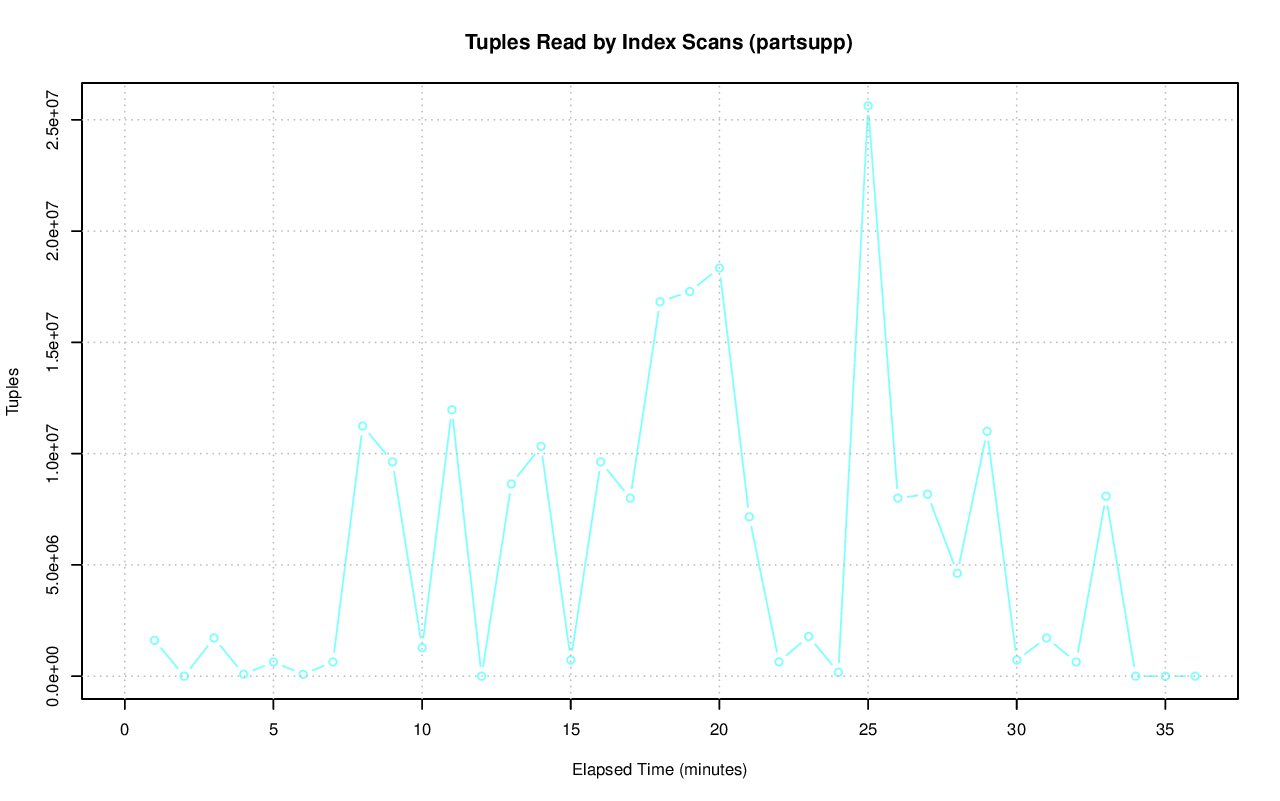 Tuples Read by Index Scans (partsupp)
Tuples
2.5e+07
2.0e+07
1.5e+07
1.0e+07
5.0e+06
0.0e+00
0 5 10 15 20 25 30 35
Elapsed Time (minutes)